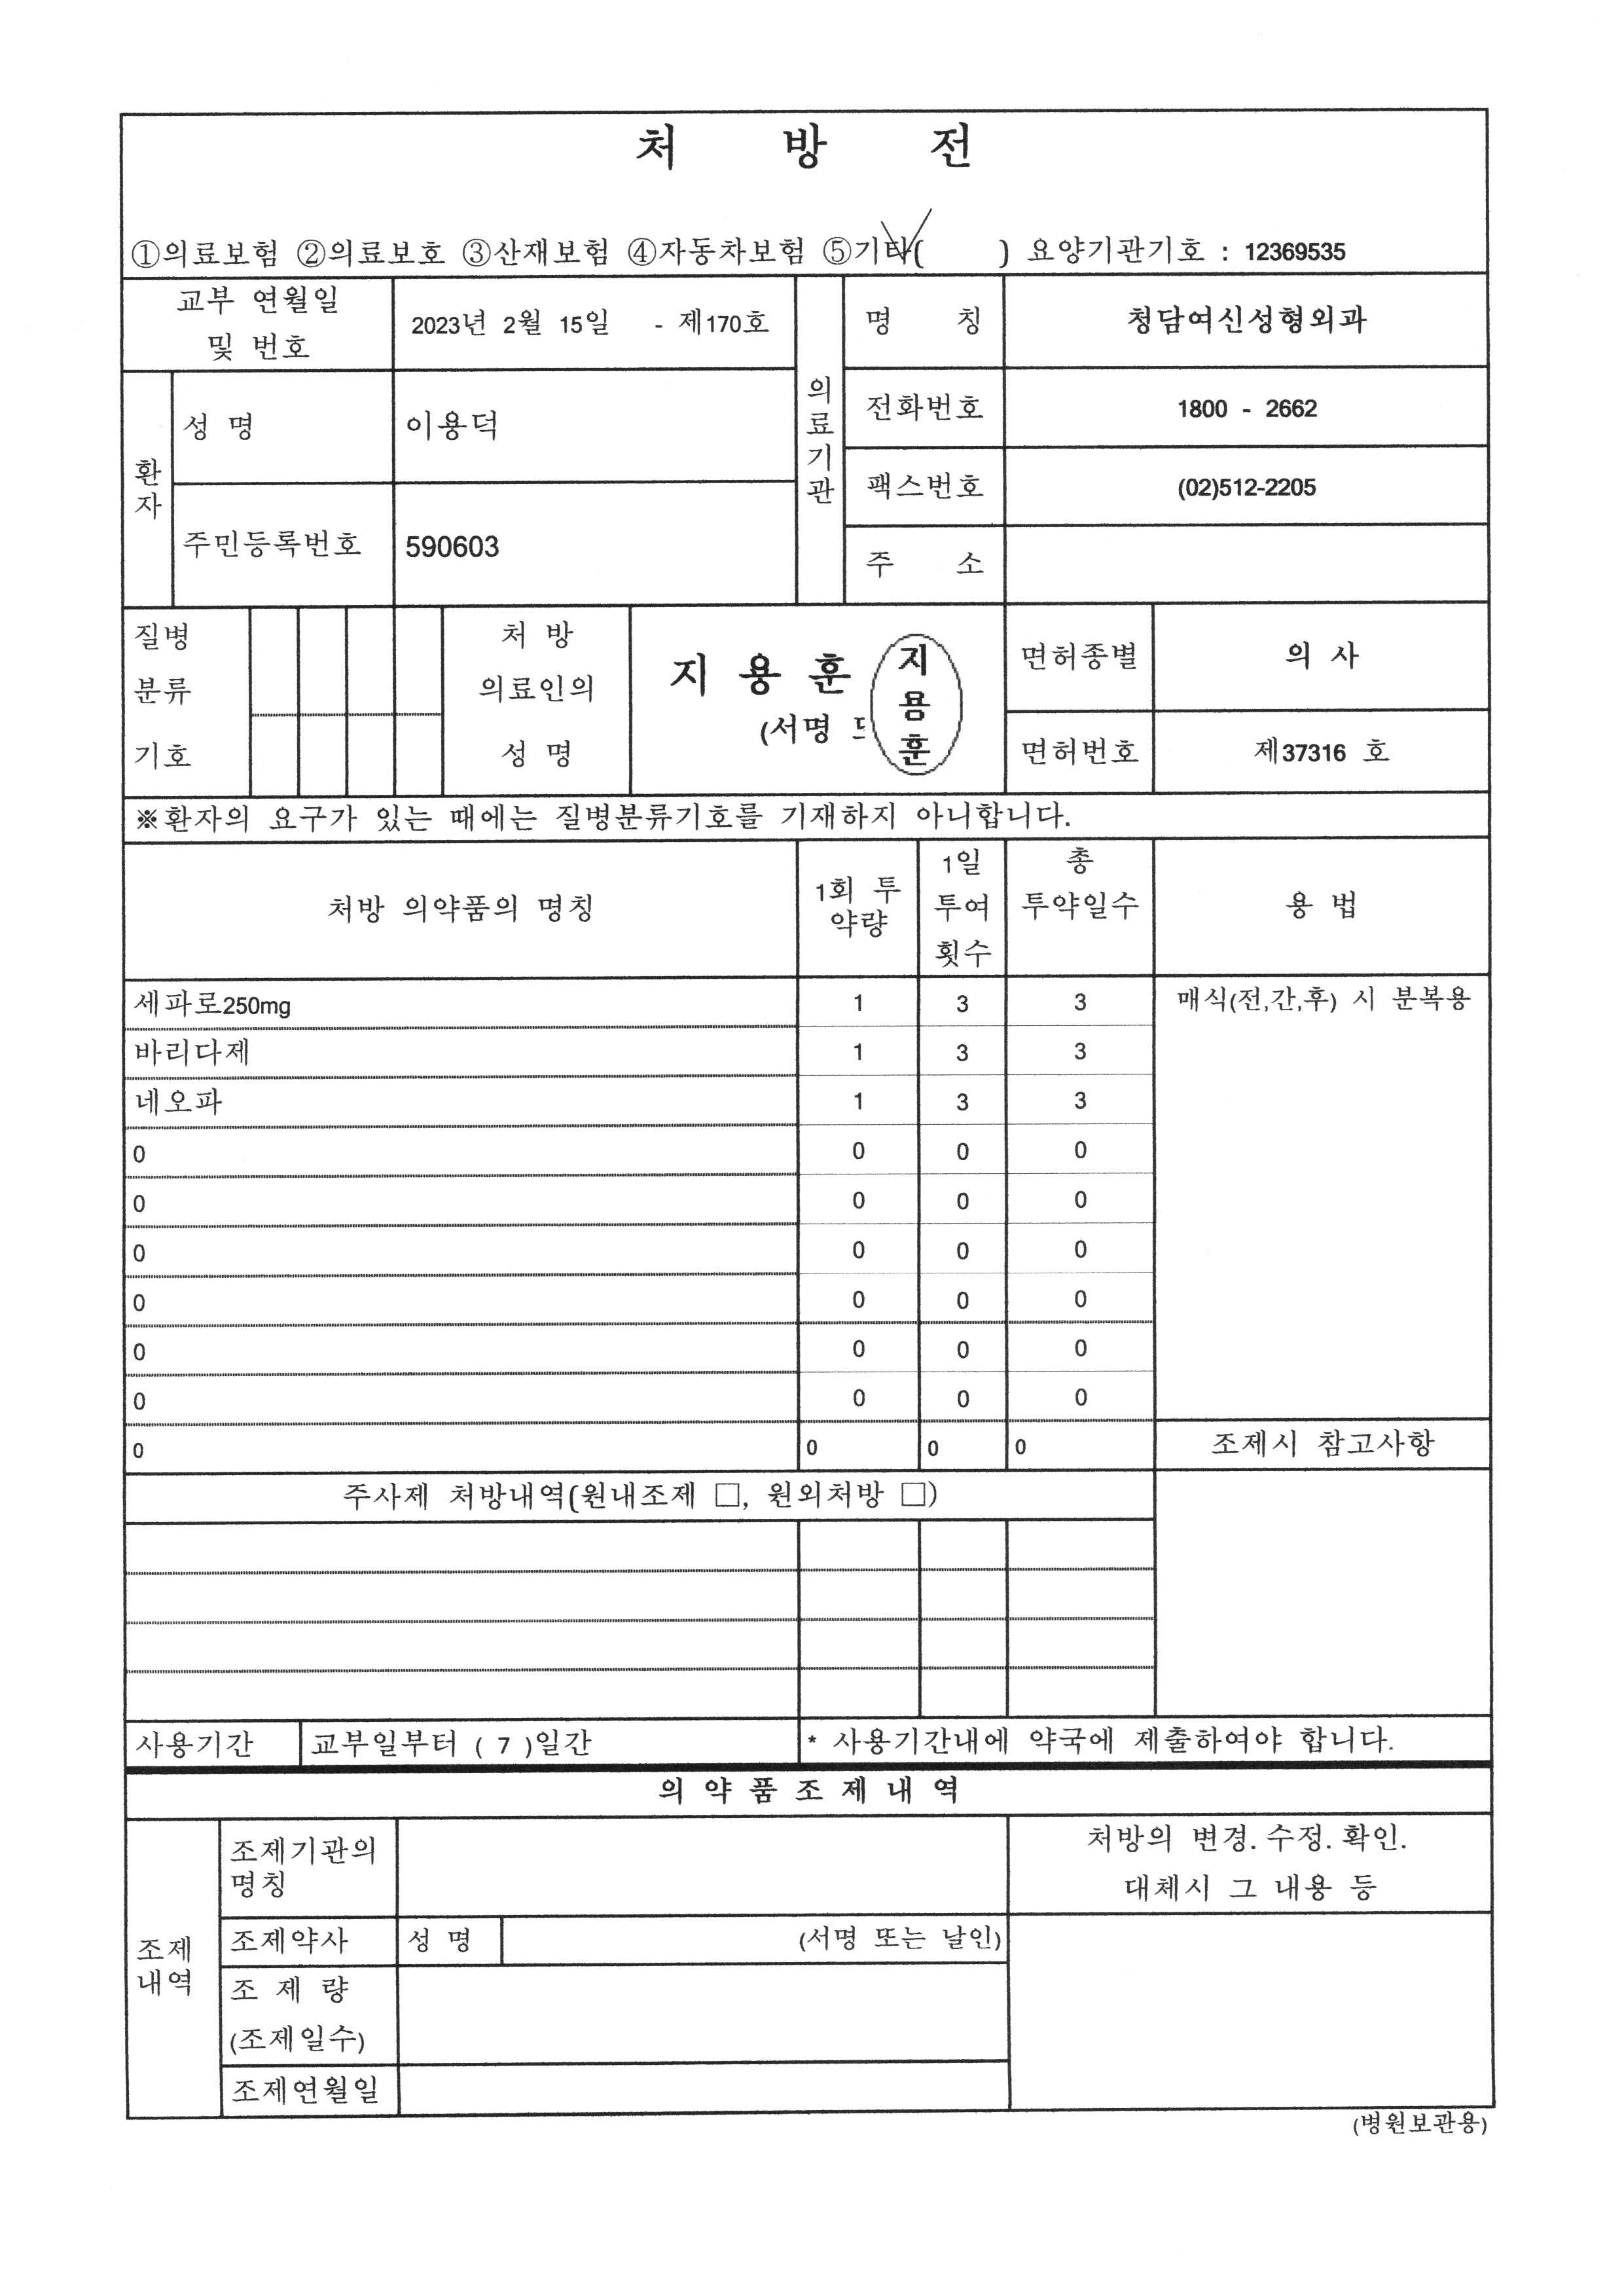 처 방 전
①의료보험 ②의료보호 ③산재보험 ④자동차보험 ⑤기타( ) 요양기관기호 : 12369535
교부 연월일 및 번호 2023년 2월 15일 - 제170호
의료기관
명 칭 청담여신성형외과
전화번호 1800 - 2662
팩스번호 (02)512-2205
주 소
환자
성 명 이용덕
주민등록번호 590603
질병 분류 기호
처 방 의료인의 성 명
지 용 훈
(서명
지용훈
면허종별 의 사
면허번호 제37316 호
※환자의 요구가 있는 때에는 질병분류기호를 기재하지 아니합니다.
처방 의약품의 명칭 1회 투약량 1일 투여 횟수 총 투약일수 용 법
세파로250mg 1 3 3 매식(전,간,후) 시 분복용
바리다제 1 3 3
네오파 1 3 3
0 0 0 0
0 0 0 0
0 0 0 0
0 0 0 0
0 0 0 0
0 0 0 0
0 0 0 0 조제시 참고사항
주사제 처방내역(원내조제 □, 원외처방 □)
사용기간 교부일부터 ( 7 )일간 * 사용기간내에 약국에 제출하여야 합니다.
의 약 품 조 제 내 역
조제 내역
조제기관의 명칭
처방의 변경.수정.확인.
대체시 그 내용 등
조제약사 성 명 (서명 또는 날인)
조 제 량
(조제일수)
조제연월일
(병원보관용)